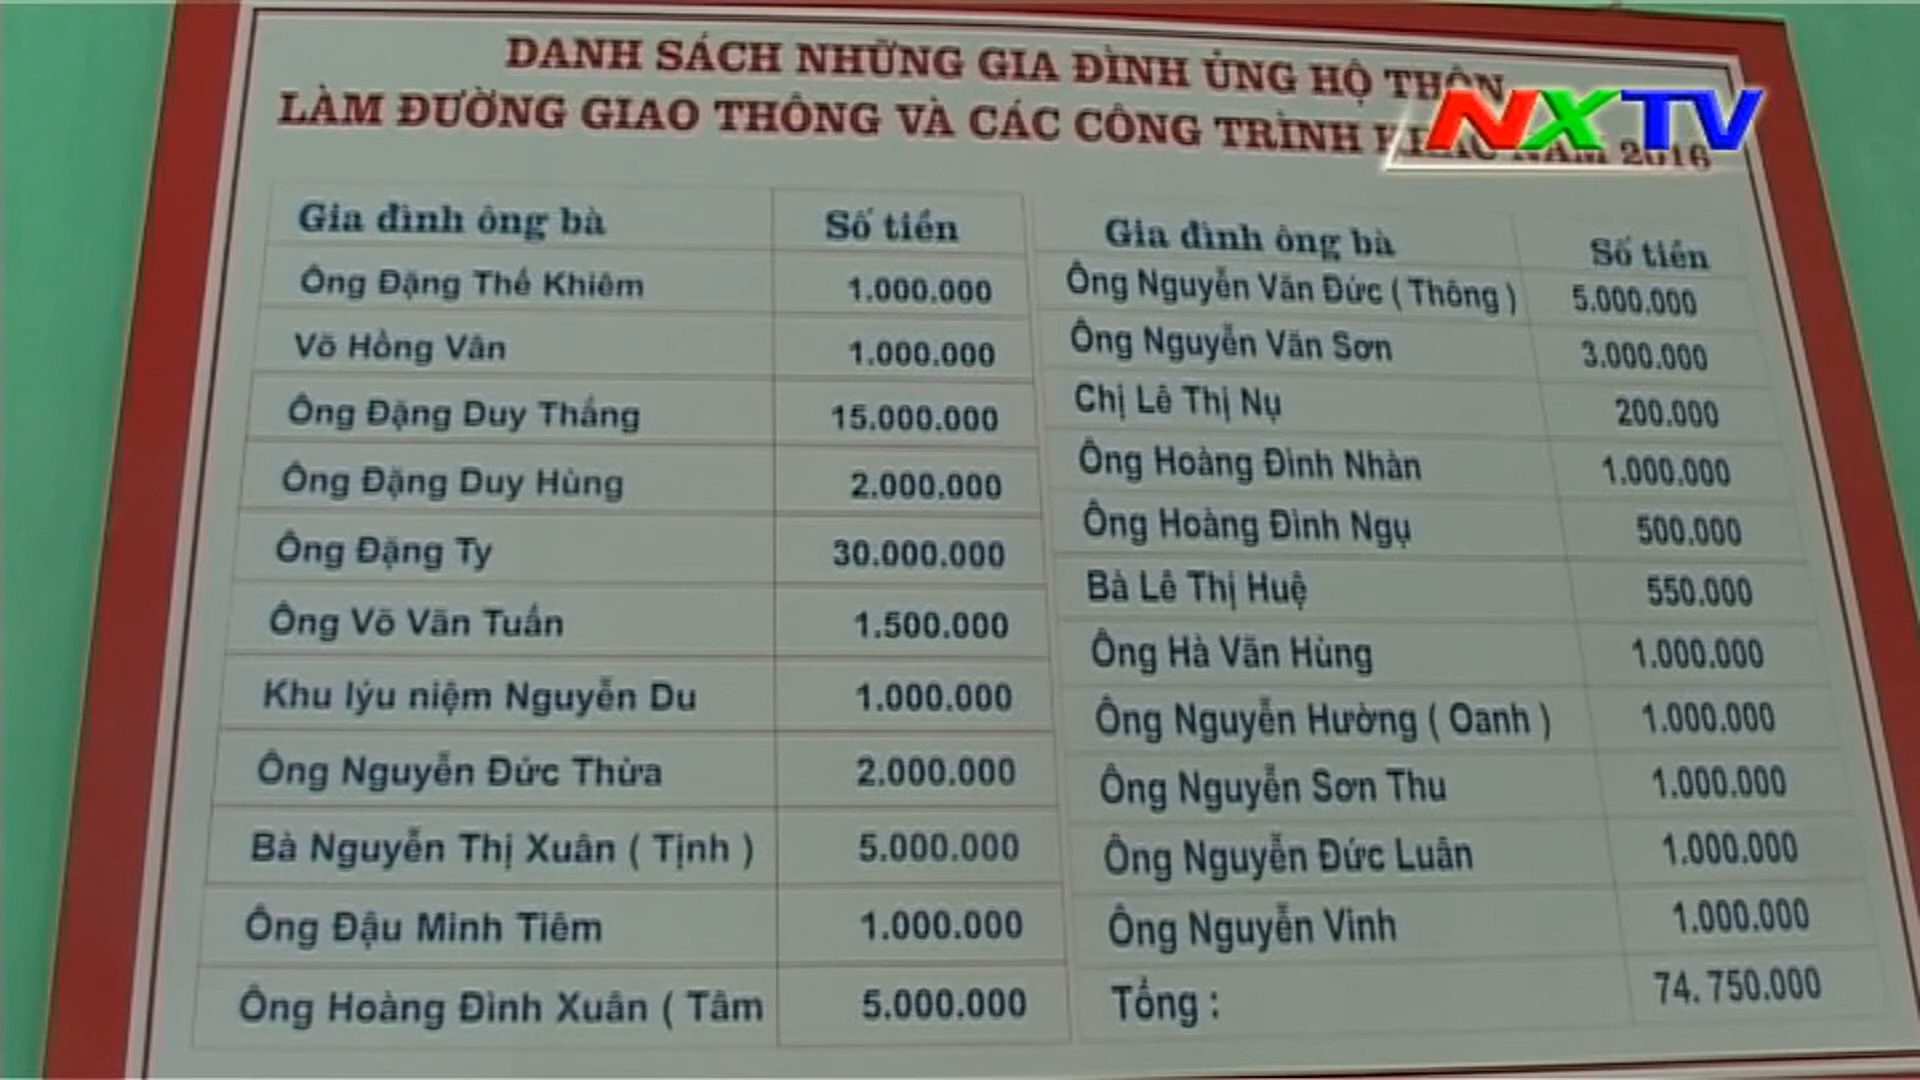 DANH SÁCH NHỮNG GIA ĐÌNH ỦNG HỘ THÔN
LÀM ĐƯỜNG GIAO THÔNG VÀ CÁC CÔNG TRÌNH KHÁC NĂM 2016
NXTV
Gia đình ông bà Số tiền
Ông Đặng Thế Khiêm 1.000.000
Võ Hồng Vân 1.000.000
Ông Đặng Duy Thắng 15.000.000
Ông Đặng Duy Hùng 2.000.000
Ông Đặng Ty 30.000.000
Ông Võ Văn Tuấn 1.500.000
Khu lýu niệm Nguyễn Du 1.000.000
Ông Nguyễn Đức Thừa 2.000.000
Bà Nguyễn Thị Xuân ( Tịnh ) 5.000.000
Ông Đậu Minh Tiêm 1.000.000
Ông Hoàng Đình Xuân ( Tâm 5.000.000
Gia đình ông bà Số tiền
Ông Nguyễn Văn Đức ( Thông ) 5.000.000
Ông Nguyễn Văn Sơn 3.000.000
Chị Lê Thị Nụ 200.000
Ông Hoàng Đình Nhàn 1.000.000
Ông Hoàng Đình Ngụ 500.000
Bà Lê Thị Huệ 550.000
Ông Hà Văn Hùng 1.000.000
Ông Nguyễn Hường ( Oanh ) 1.000.000
Ông Nguyễn Sơn Thu 1.000.000
Ông Nguyễn Đức Luân 1.000.000
Ông Nguyễn Vinh 1.000.000
Tổng : 74. 750.000